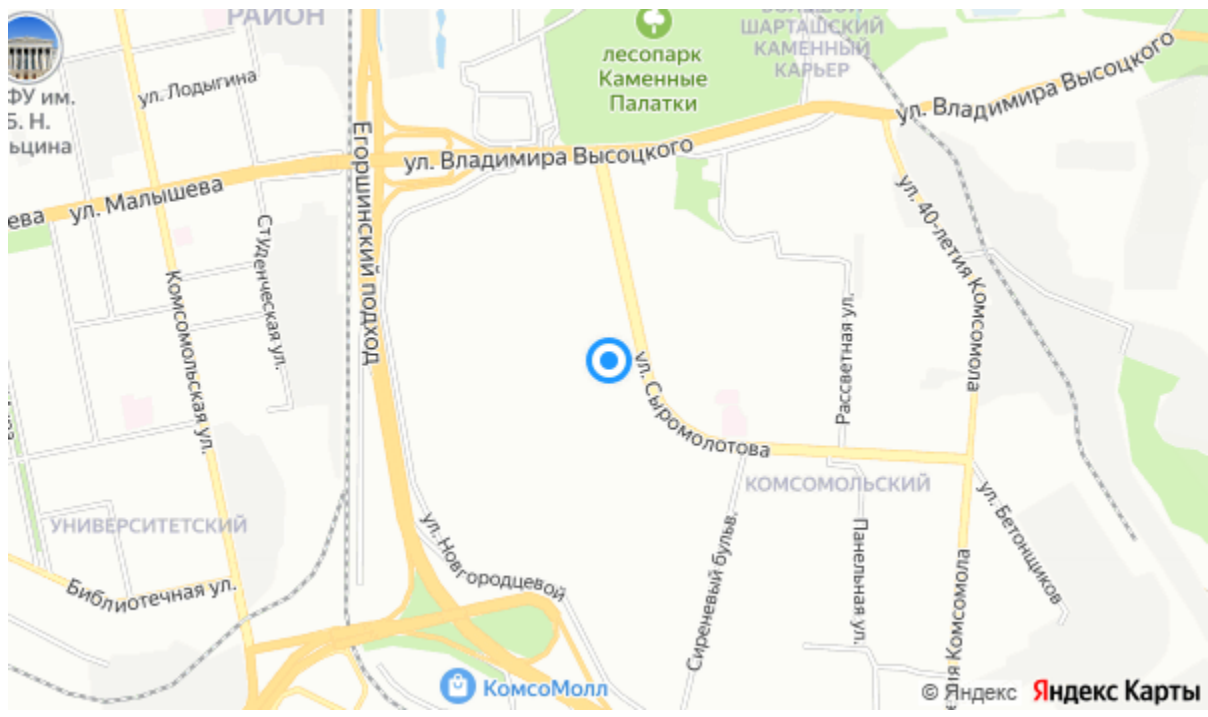 РАЙОН
ул. Лодыгина
ФУ им.
Б. Н.
ьцина
лесопарк
Каменные
Палатки
ШАРТАШСКИЙ
КАМЕННЫЙ
КАРЬЕР
ул. Владимира Высоцкого
ул. Владимира Высоцкого
ева
ул. Малышева
Егоршинский подход
Студенческая ул.
Комсомольская ул.
ул. 40-летия Комсомола
Рассветная ул.
ул. Сыромолотова
КОМСОМОЛЬСКИЙ
УНИВЕРСИТЕТСКИЙ
ул. Новгородцевой
Библиотечная ул.
Сиреневый бульв.
Панельная ул.
ул. Бетонщиков
ия Комсомола
КомсоМолл
© Яндекс Яндекс Карты